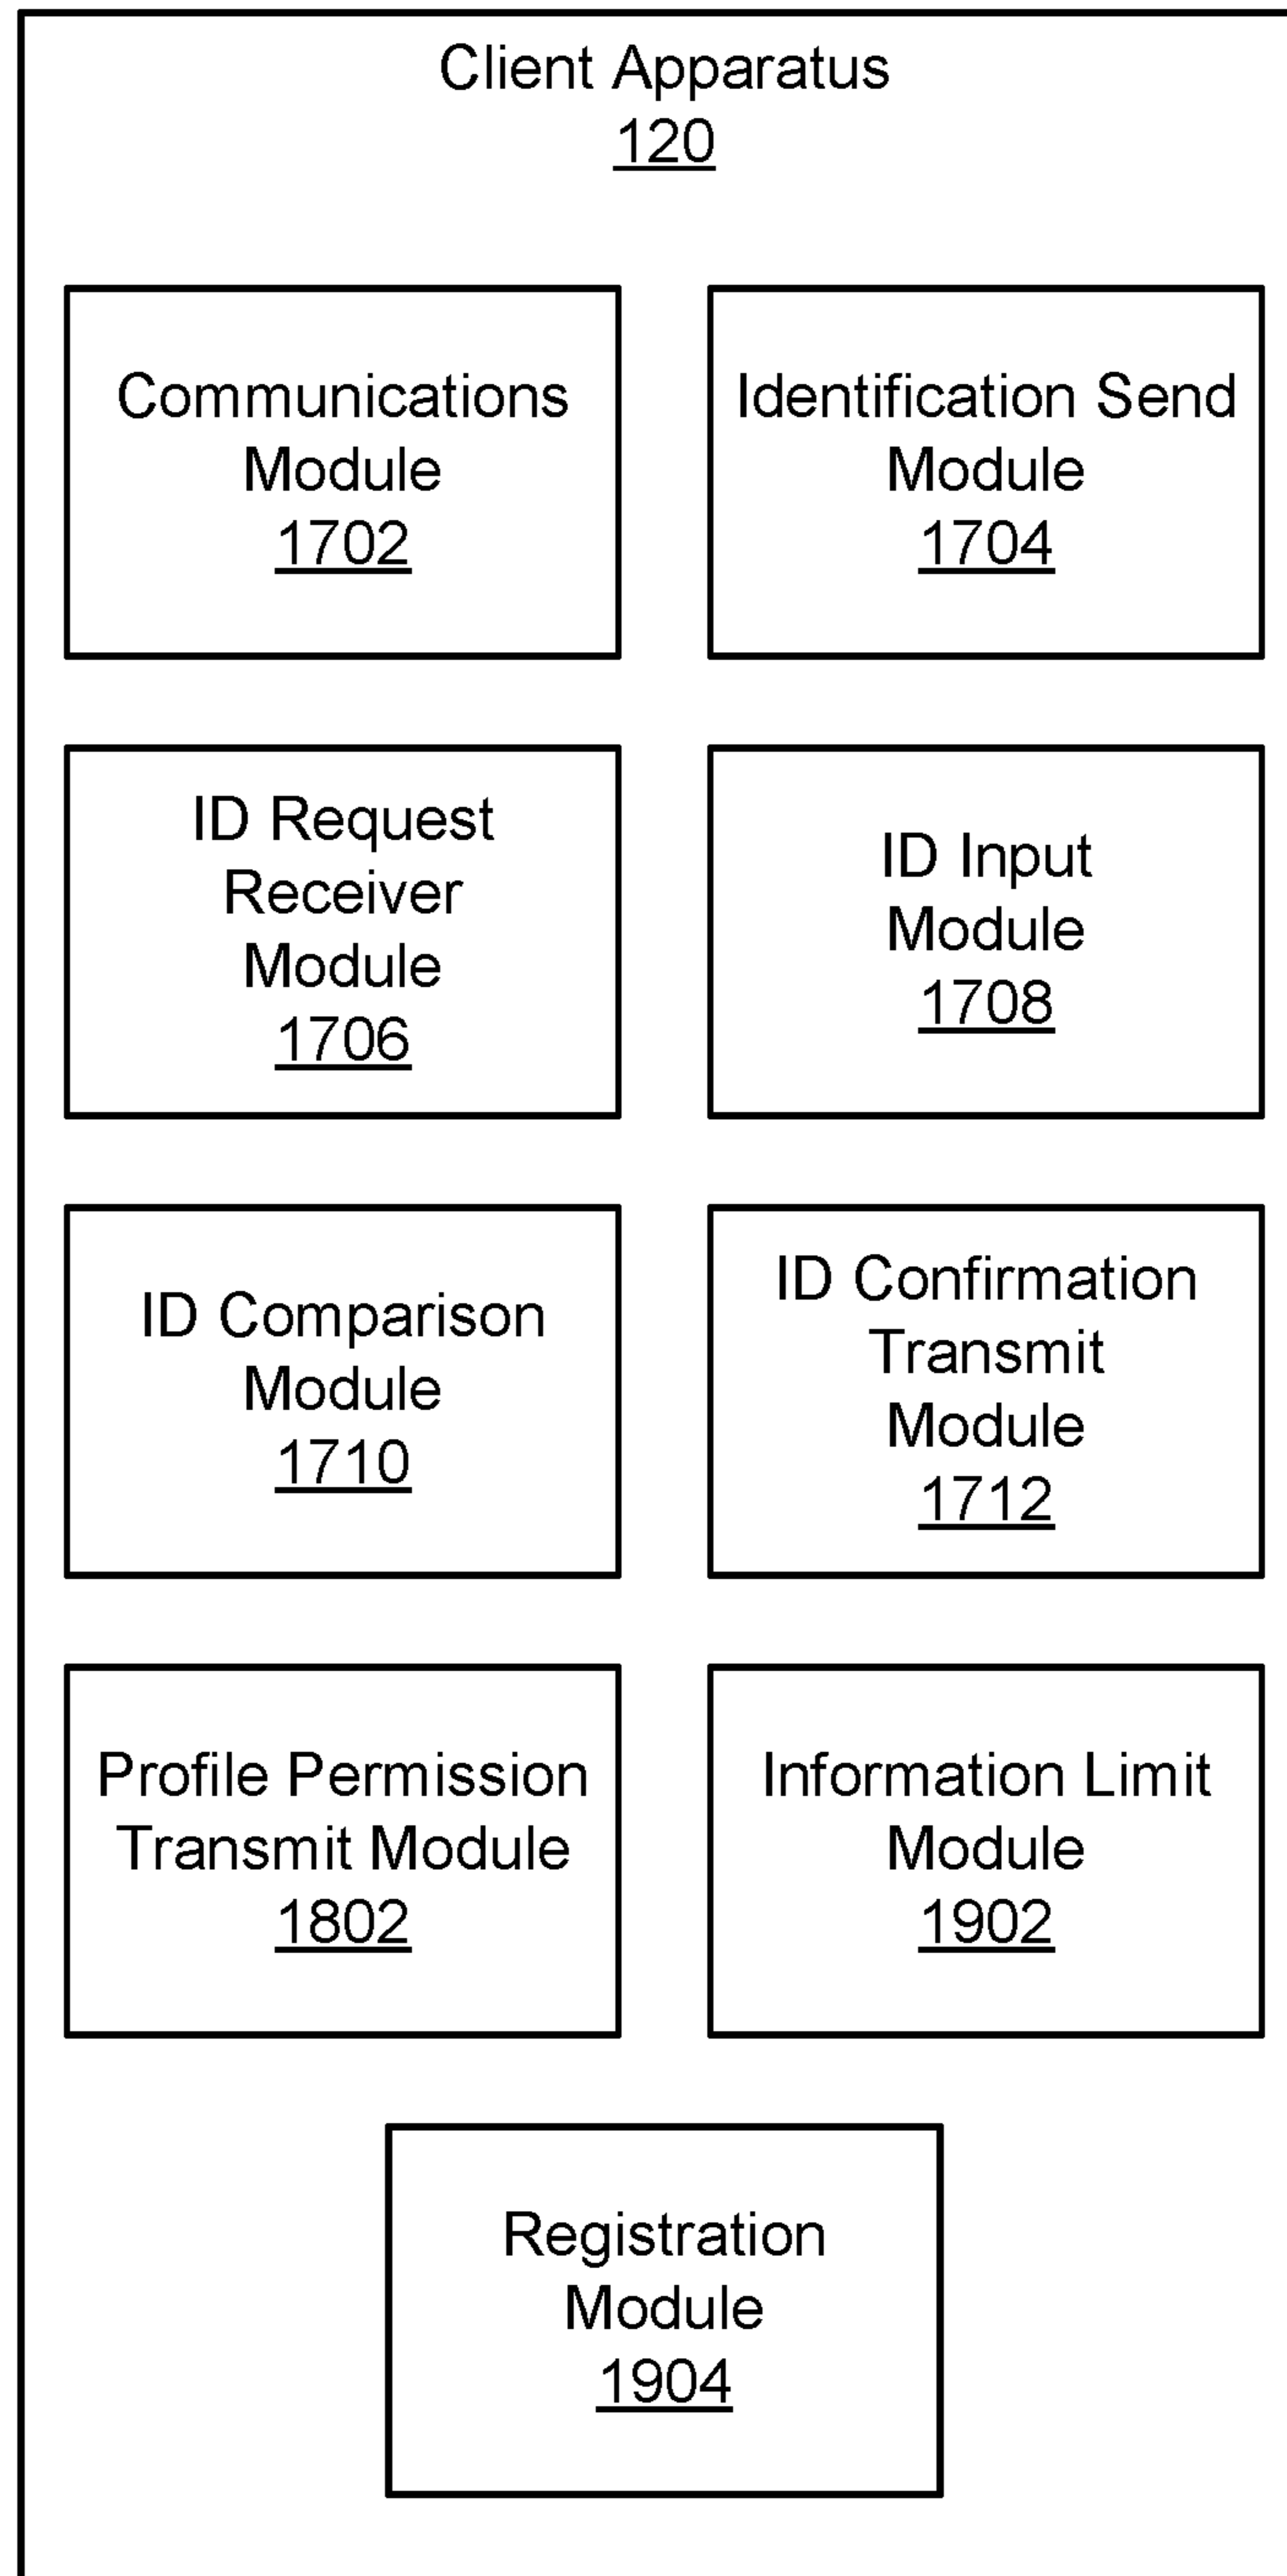 Client Apparatus
120
Communications
Module
1702
Identification Send
Module
1704
ID Request
Receiver
Module
1706
ID Input
Module
1708
ID Comparison
Module
1710
ID Confirmation
Transmit
Module
1712
Profile Permission
Transmit Module
1802
Information Limit
Module
1902
Registration
Module
1904